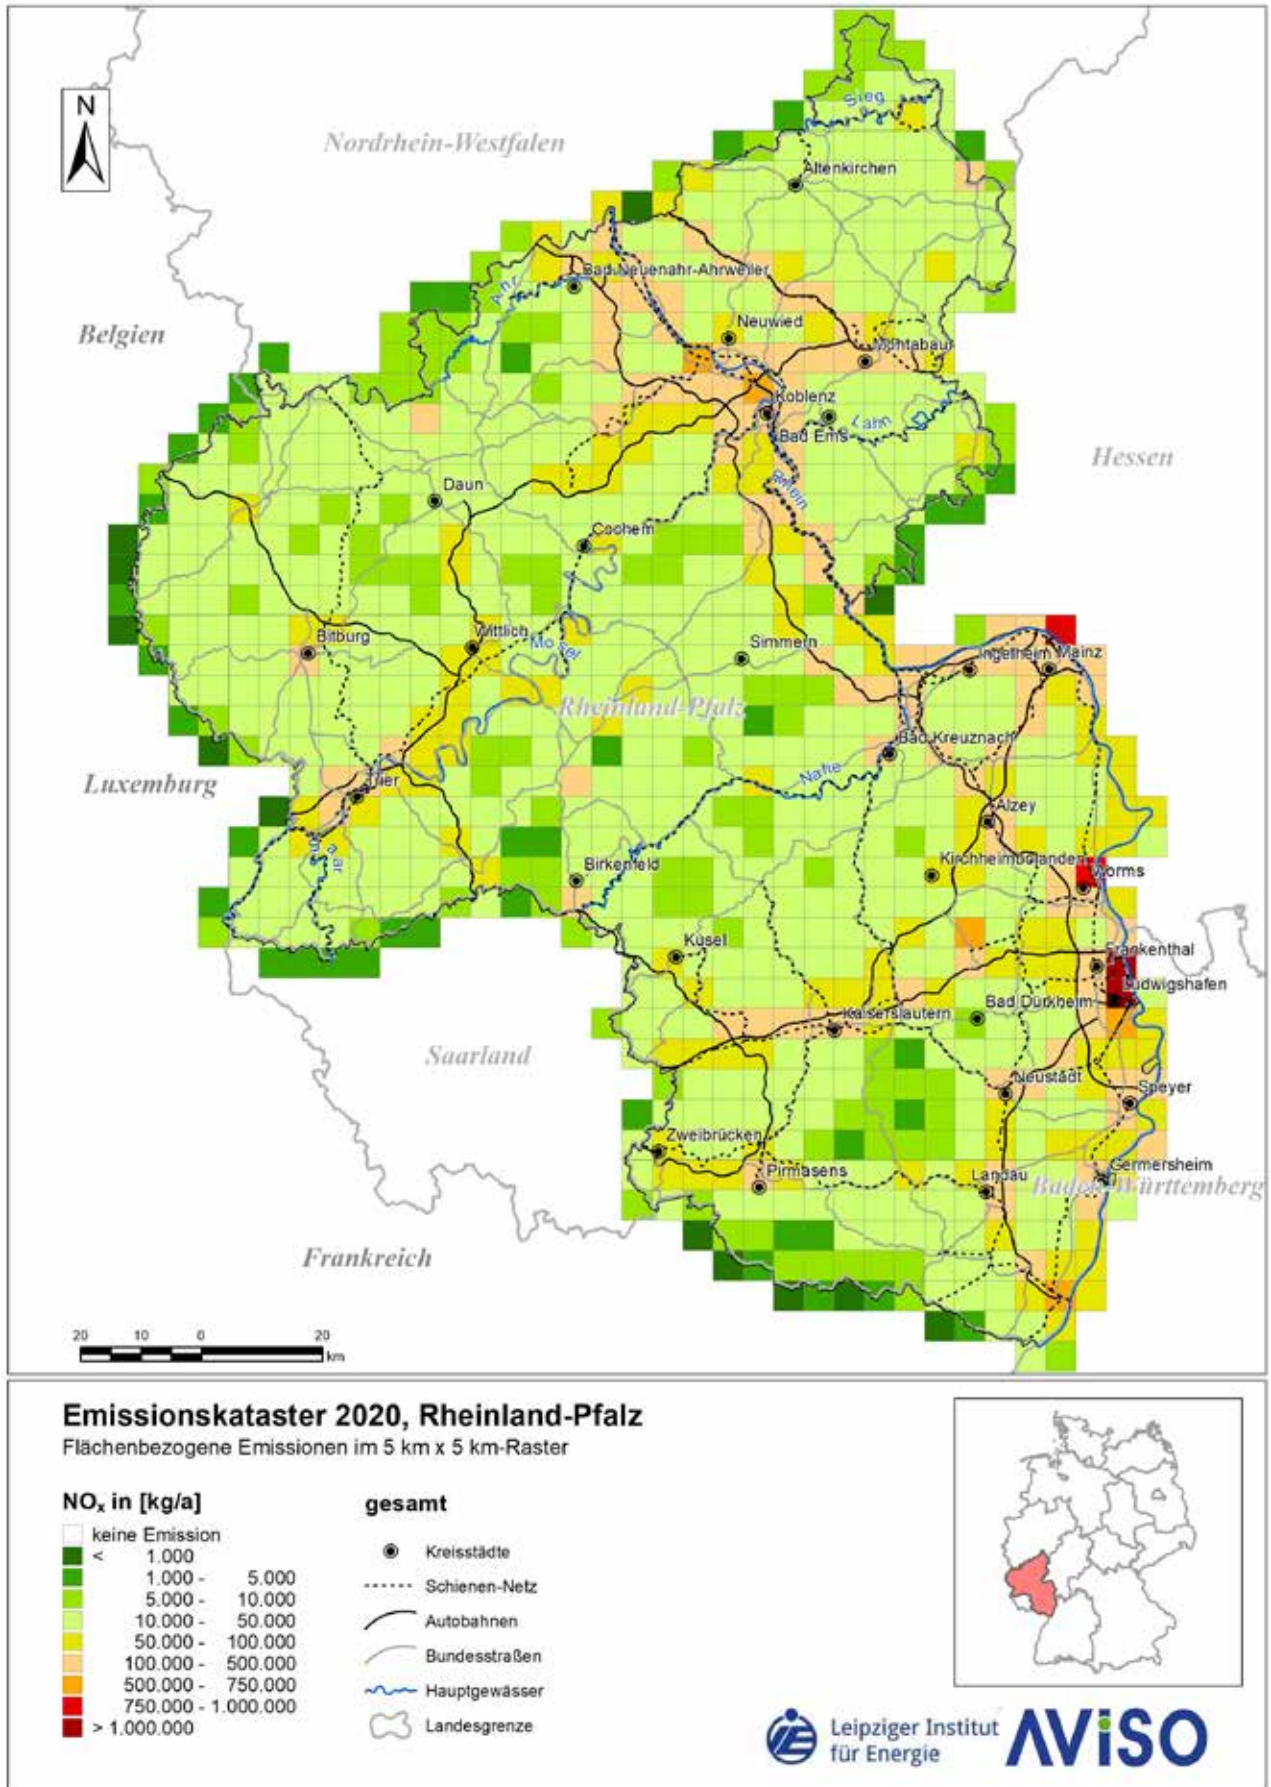 N
Nordrhein-Westfalen
Sieg
Altenkirchen
Bad Neuenahr-Ahrweiler
Ahr
Belgien
Neuwied
Montabaur
Koblenz
Lahn
Bad Ems
Hessen
Rhein
Daun
Cochem
Bitburg
Wittlich
Mosel
Simmern
Ingelheim
Mainz
Rheinland-Pfalz
Bad Kreuznach
Luxemburg
Trier
Nahe
Alzey
Saar
Birkenfeld
Kirchheimbolanden
Worms
Kusel
Frankenthal
Ludwigshafen
Bad Dürkheim
Kaiserslautern
Saarland
Neustadt
Speyer
Zweibrücken
Pirmasens
Landau
Germersheim
Baden-Württemberg
Frankreich
20 10 0 20
km
Emissionskataster 2020, Rheinland-Pfalz
Flächenbezogene Emissionen im 5 km x 5 km-Raster
NOx in [kg/a]
keine Emission
< 1.000
1.000 - 5.000
5.000 - 10.000
10.000 - 50.000
50.000 - 100.000
100.000 - 500.000
500.000 - 750.000
750.000 - 1.000.000
> 1.000.000
gesamt
Kreisstädte
Schienen-Netz
Autobahnen
Bundesstraßen
Hauptgewässer
Landesgrenze
Leipziger Institut
für Energie
AViSO